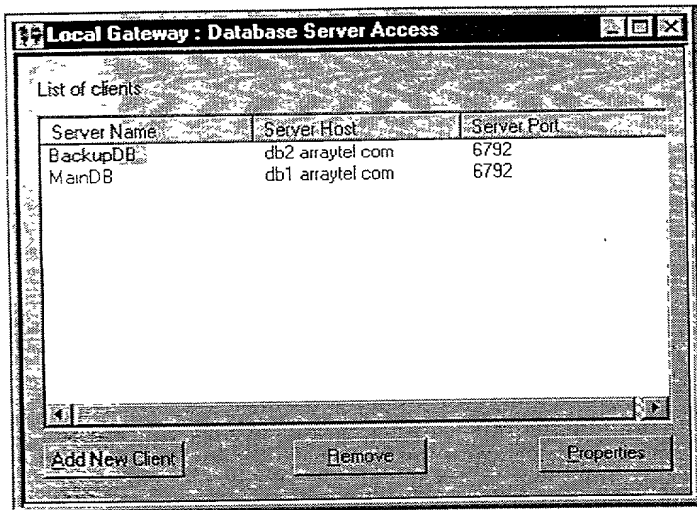 Local Gateway : Database Server Access
List of clients
Server Name Server Host Server Port
BackupDB db2 arraytel com 6792
MainDB db1 arraytel com 6792
Add New Client Remove Properties